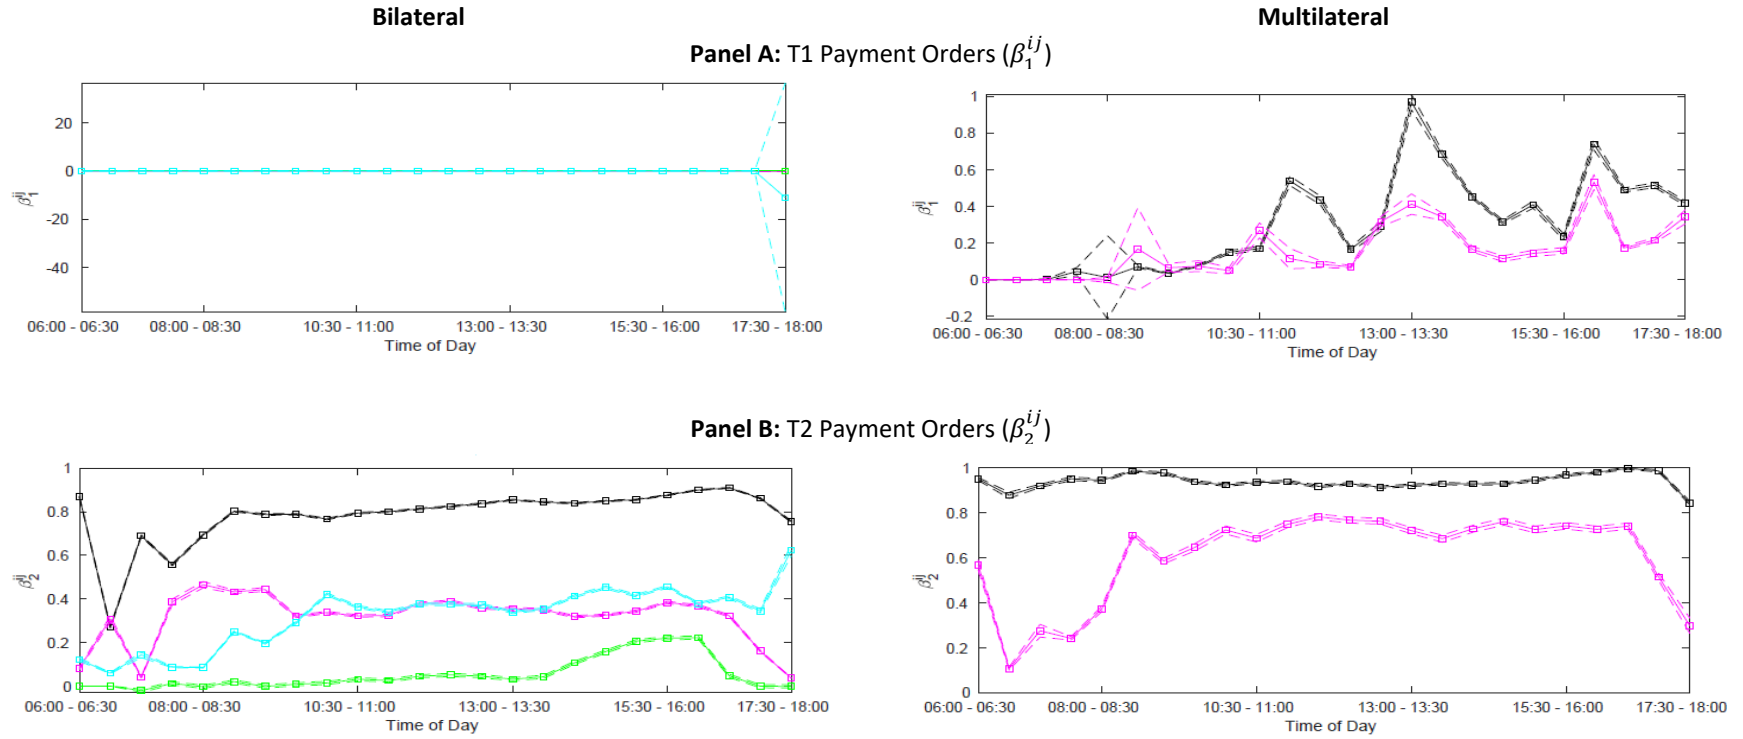 Bilateral Multilateral
Panel A: T1 Payment Orders (β₁ⁱʲ)
20
0
-20
-40
β₁ⁱʲ
06:00 - 06:30 08:00 - 08:30 10:30 - 11:00 13:00 - 13:30 15:30 - 16:00 17:30 - 18:00
Time of Day
1
0.8
0.6
0.4
0.2
0
-0.2
β₁ⁱʲ
06:00 - 06:30 08:00 - 08:30 10:30 - 11:00 13:00 - 13:30 15:30 - 16:00 17:30 - 18:00
Time of Day
Panel B: T2 Payment Orders (β₂ⁱʲ)
1
0.8
0.6
0.4
0.2
0
β₂ⁱʲ
06:00 - 06:30 08:00 - 08:30 10:30 - 11:00 13:00 - 13:30 15:30 - 16:00 17:30 - 18:00
Time of Day
1
0.8
0.6
0.4
0.2
0
β₂ⁱʲ
06:00 - 06:30 08:00 - 08:30 10:30 - 11:00 13:00 - 13:30 15:30 - 16:00 17:30 - 18:00
Time of Day